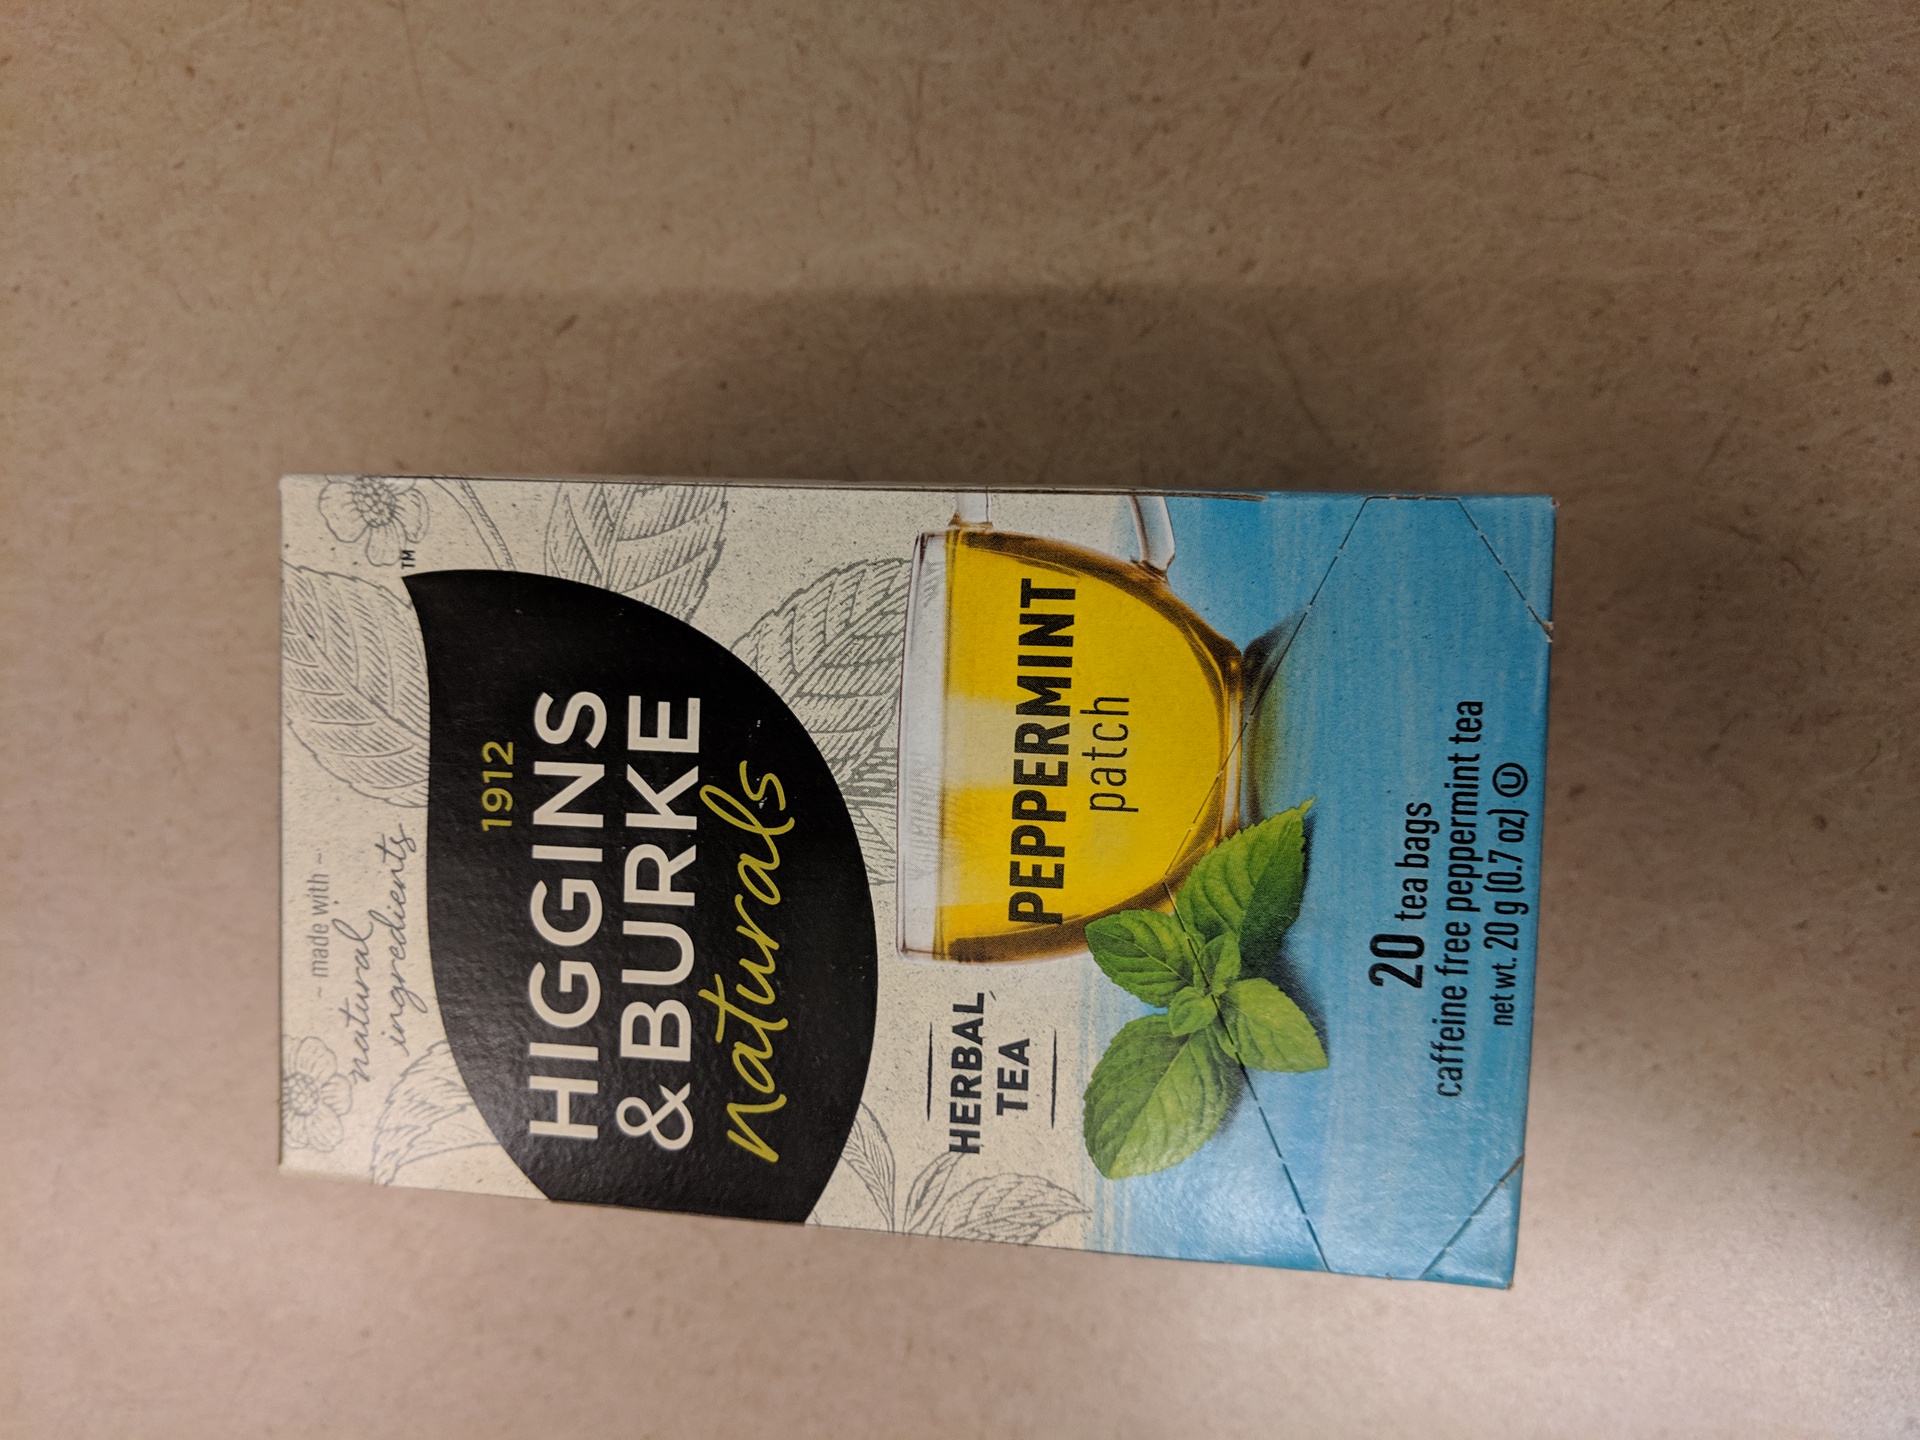 ~ made with ~
natural
ingredients
1912
HIGGINS
& BURKE
naturals
TM
HERBAL
TEA
PEPPERMINT
patch
20 tea bags
caffeine free peppermint tea
net wt. 20 g (0.7 oz) U